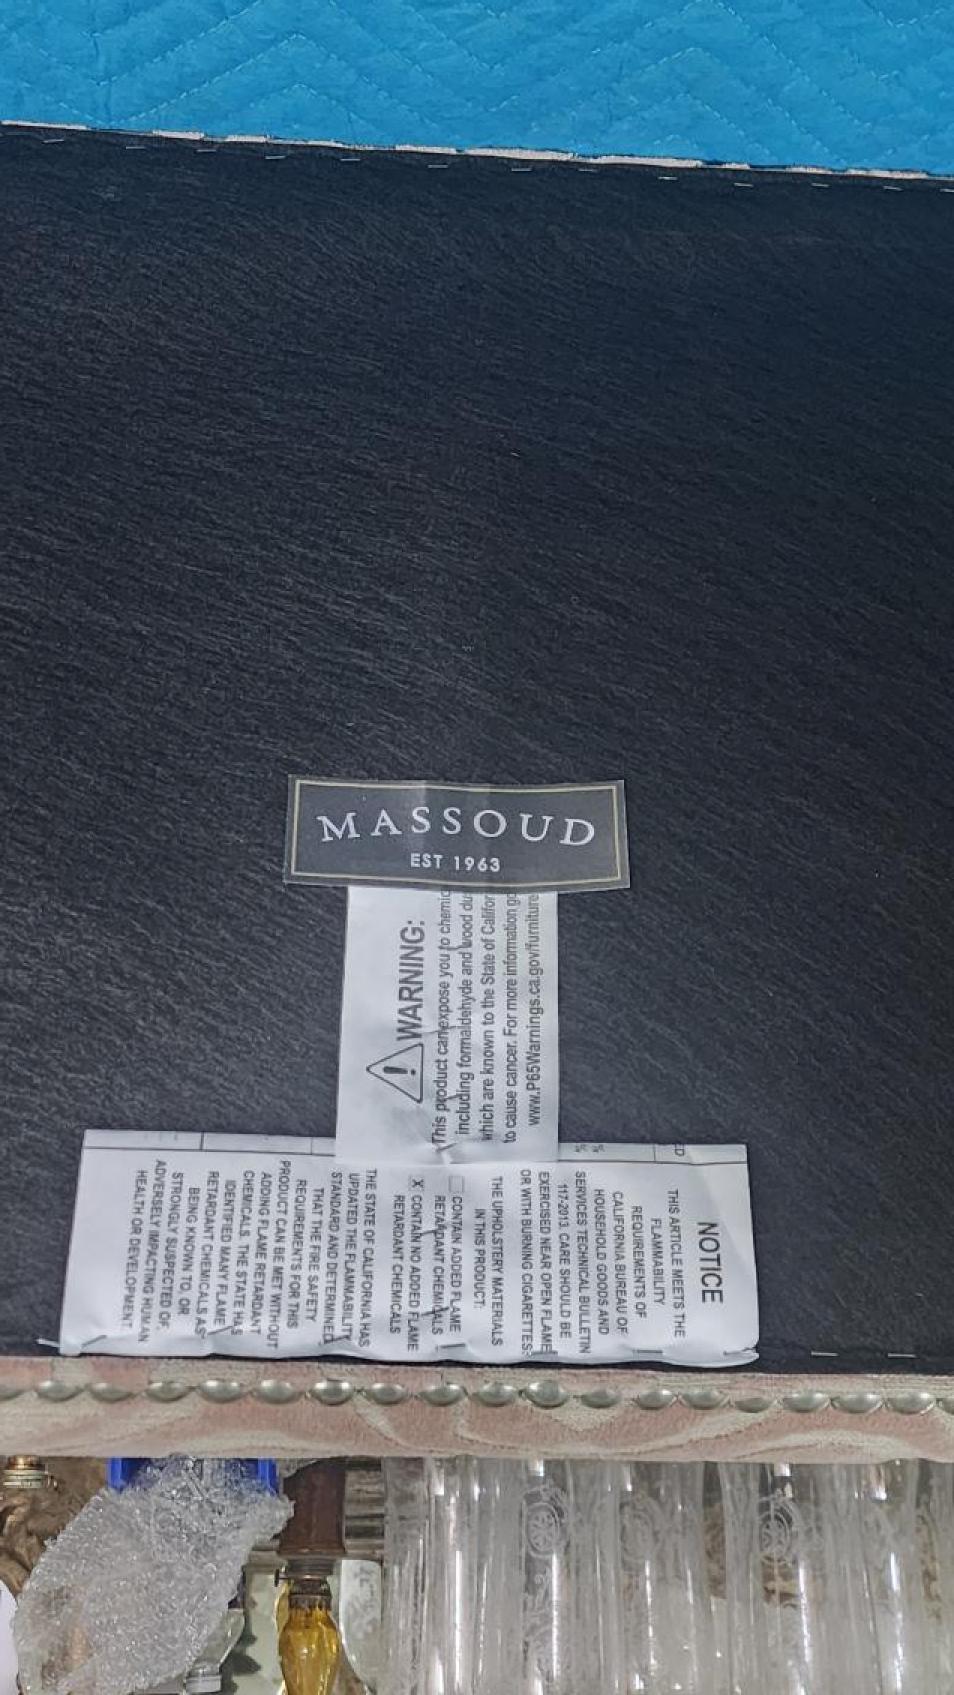 MASSOUD
EST 1963
WARNING:
This product can expose you to
including formaldehyde and wood
which are known to the State of
to cause cancer. For more information
www.P65Warnings.ca.gov/furniture
NOTICE
THIS ARTICLE MEETS THE
FLAMMABILITY
REQUIREMENTS OF
CALIFORNIA BUREAU OF
HOUSEHOLD GOODS AND
SERVICES TECHNICAL BULLETIN
117-2013. CARE SHOULD BE
EXERCISED NEAR OPEN FLAME
OR WITH BURNING CIGARETTES.
THE UPHOLSTERY MATERIALS
IN THIS PRODUCT:
CONTAIN ADDED FLAME
RETARDANT CHEMICALS
X CONTAIN NO ADDED FLAME
RETARDANT CHEMICALS
THE STATE OF CALIFORNIA HAS
UPDATED THE FLAMMABILITY
STANDARD AND DETERMINED
THAT THE FIRE SAFETY
REQUIREMENTS FOR THIS
PRODUCT CAN BE MET WITHOUT
ADDING FLAME RETARDANT
CHEMICALS. THE STATE HAS
IDENTIFIED MANY FLAME
RETARDANT CHEMICALS AS
BEING KNOWN TO, OR
STRONGLY SUSPECTED OF,
ADVERSELY IMPACTING HUMAN
HEALTH OR DEVELOPMENT